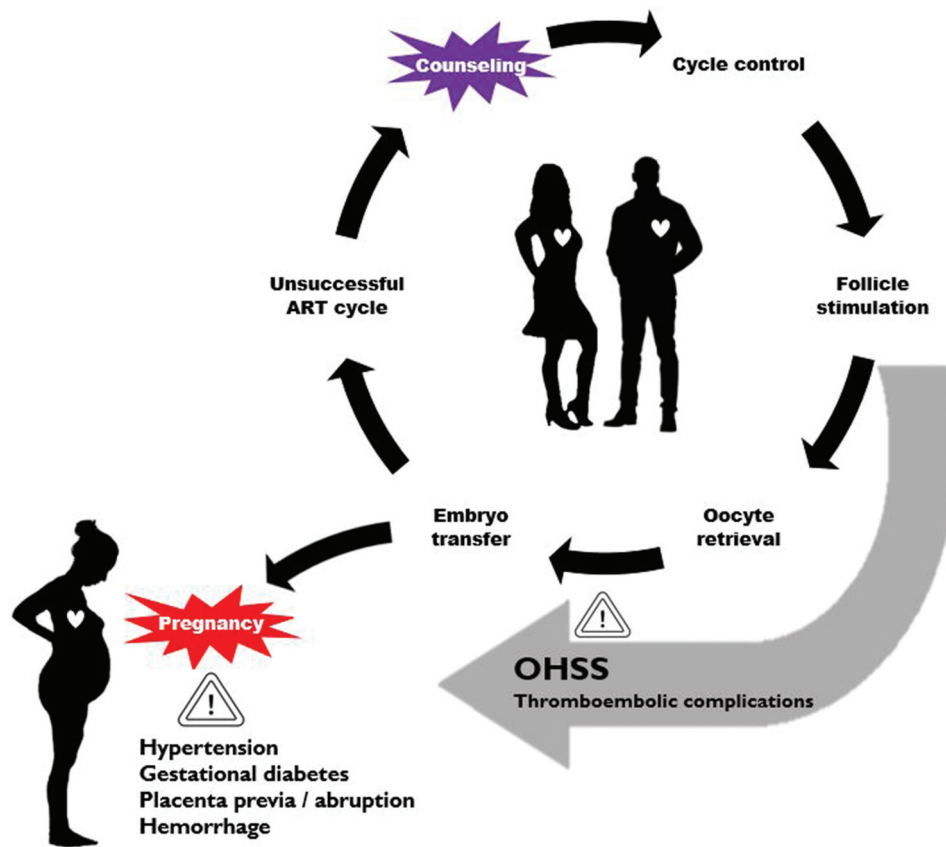 Counseling
Cycle control
Follicle
stimulation
Oocyte
retrieval
Embryo
transfer
Unsuccessful
ART cycle
Pregnancy
!
Hypertension
Gestational diabetes
Placenta previa / abruption
Hemorrhage
!
OHSS
Thromboembolic complications